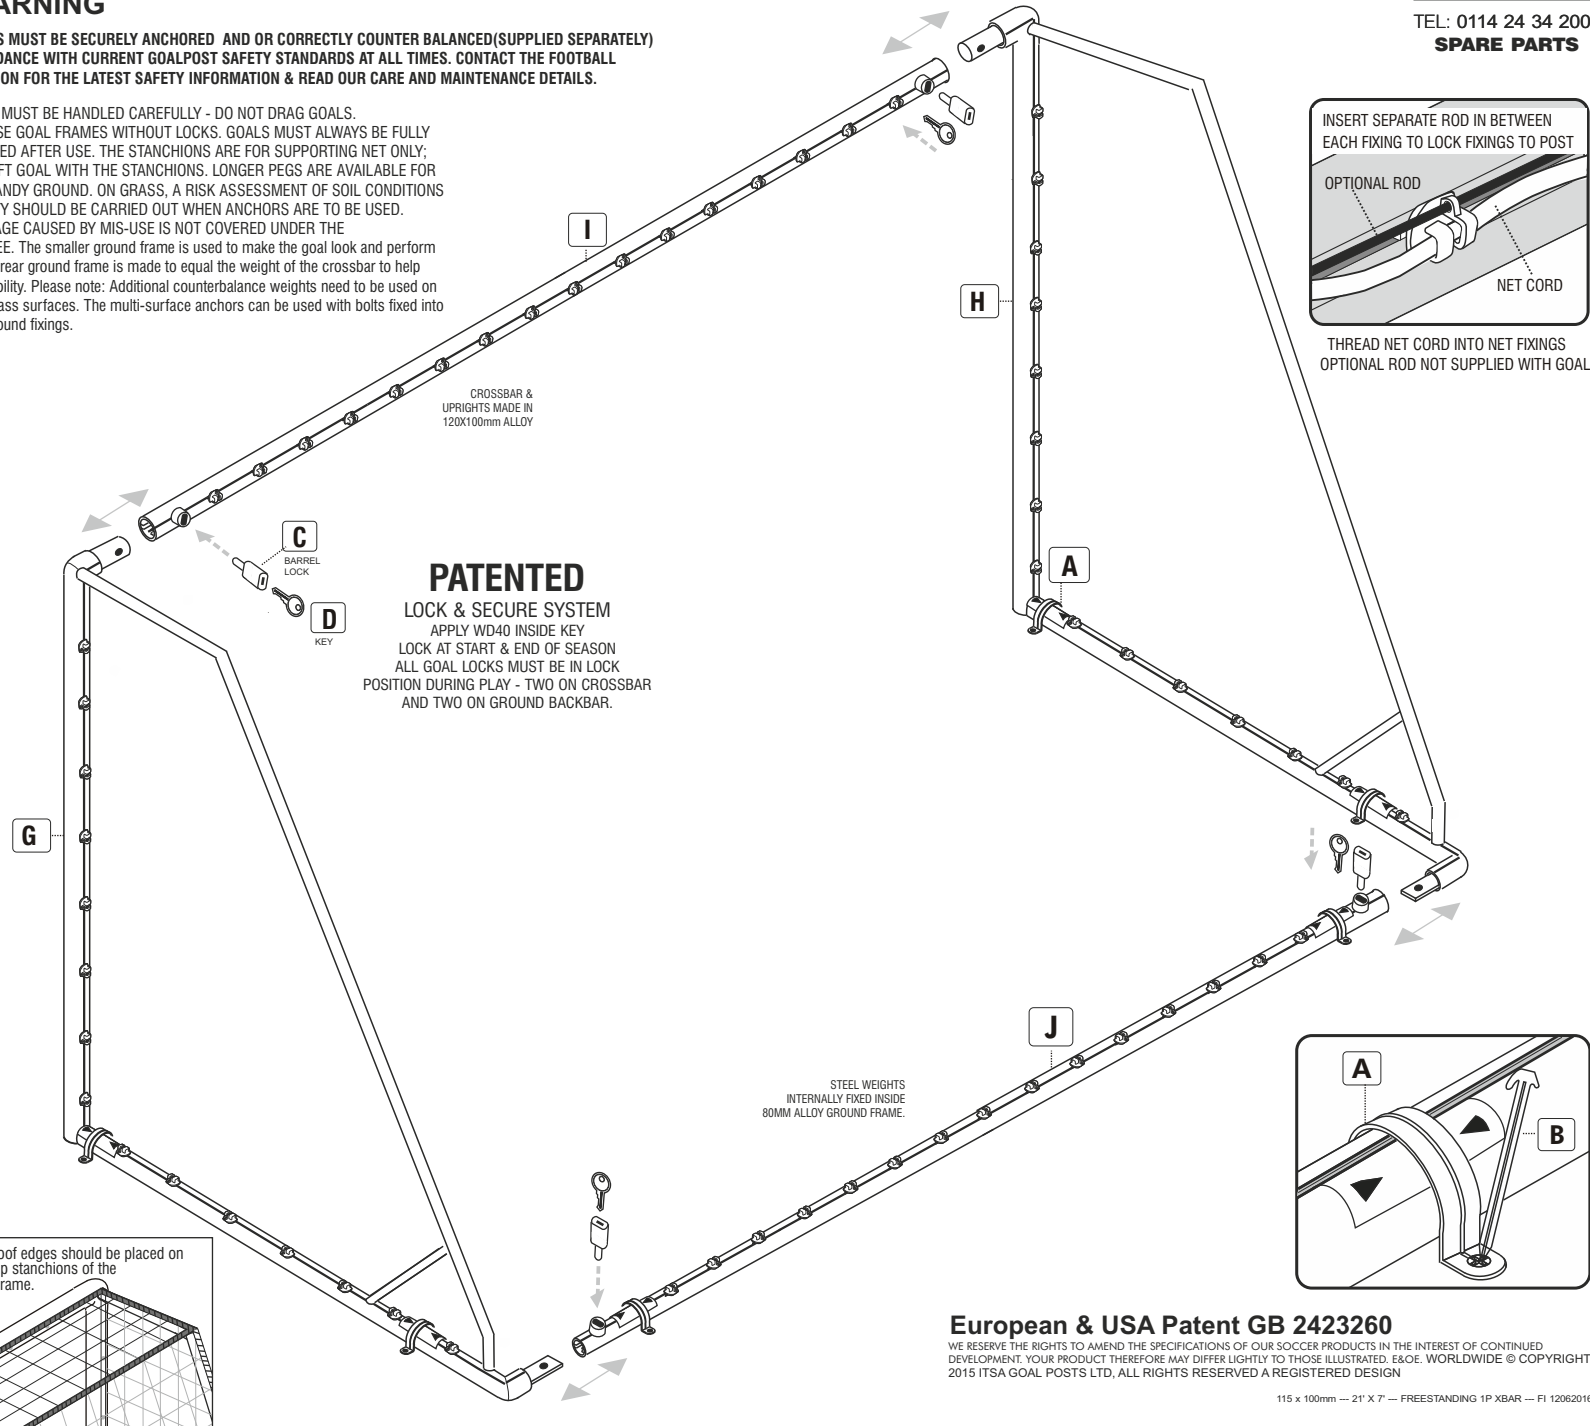 ARNING
S MUST BE SECURELY ANCHORED AND OR CORRECTLY COUNTER BALANCED(SUPPLIED SEPARATELY)
DANCE WITH CURRENT GOALPOST SAFETY STANDARDS AT ALL TIMES. CONTACT THE FOOTBALL
ION FOR THE LATEST SAFETY INFORMATION & READ OUR CARE AND MAINTENANCE DETAILS.
MUST BE HANDLED CAREFULLY - DO NOT DRAG GOALS.
SE GOAL FRAMES WITHOUT LOCKS. GOALS MUST ALWAYS BE FULLY
ED AFTER USE. THE STANCHIONS ARE FOR SUPPORTING NET ONLY;
FT GOAL WITH THE STANCHIONS. LONGER PEGS ARE AVAILABLE FOR
ANDY GROUND. ON GRASS, A RISK ASSESSMENT OF SOIL CONDITIONS
Y SHOULD BE CARRIED OUT WHEN ANCHORS ARE TO BE USED.
AGE CAUSED BY MIS-USE IS NOT COVERED UNDER THE
EE. The smaller ground frame is used to make the goal look and perform
rear ground frame is made to equal the weight of the crossbar to help
bility. Please note: Additional counterbalance weights need to be used on
ass surfaces. The multi-surface anchors can be used with bolts fixed into
ound fixings.
TEL: 0114 24 34 200
SPARE PARTS
INSERT SEPARATE ROD IN BETWEEN
EACH FIXING TO LOCK FIXINGS TO POST
OPTIONAL ROD
NET CORD
THREAD NET CORD INTO NET FIXINGS
OPTIONAL ROD NOT SUPPLIED WITH GOAL
I
H
CROSSBAR &
UPRIGHTS MADE IN
120X100mm ALLOY
C
BARREL
LOCK
D
KEY
A
PATENTED
LOCK & SECURE SYSTEM
APPLY WD40 INSIDE KEY
LOCK AT START & END OF SEASON
ALL GOAL LOCKS MUST BE IN LOCK
POSITION DURING PLAY - TWO ON CROSSBAR
AND TWO ON GROUND BACKBAR.
G
J
STEEL WEIGHTS
INTERNALLY FIXED INSIDE
80MM ALLOY GROUND FRAME.
A
B
oof edges should be placed on
p stanchions of the
rame.
European & USA Patent GB 2423260
WE RESERVE THE RIGHTS TO AMEND THE SPECIFICATIONS OF OUR SOCCER PRODUCTS IN THE INTEREST OF CONTINUED
DEVELOPMENT. YOUR PRODUCT THEREFORE MAY DIFFER LIGHTLY TO THOSE ILLUSTRATED. E&OE. WORLDWIDE © COPYRIGHT
2015 ITSA GOAL POSTS LTD, ALL RIGHTS RESERVED A REGISTERED DESIGN
115 x 100mm --- 21' X 7' --- FREESTANDING 1P XBAR --- FI 12062016